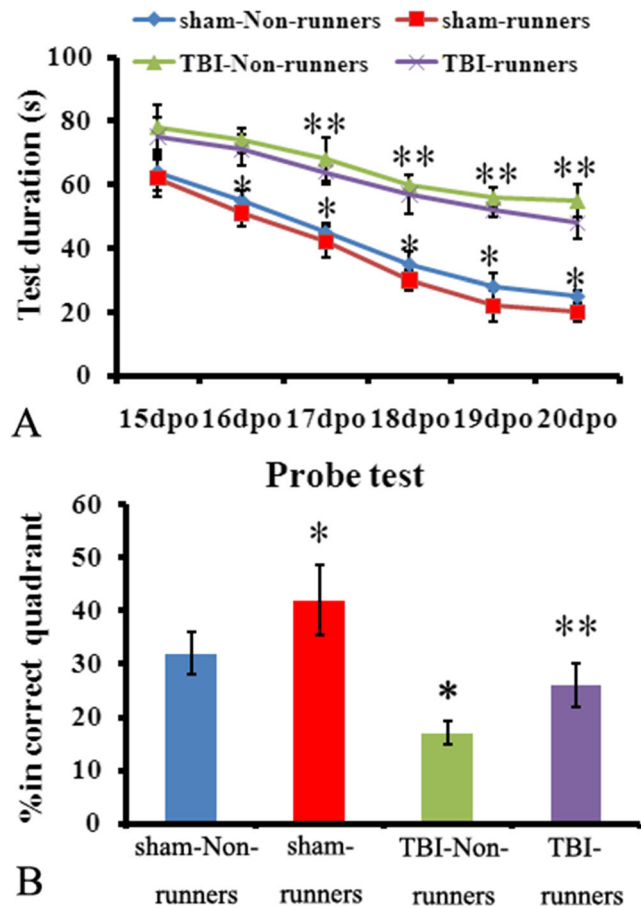 sham-Non-runners sham-runners
TBI-Non-runners TBI-runners
100
80
60
40
20
0
Test duration (s)
**
**
**
**
*
*
*
*
*
15dpo 16dpo 17dpo 18dpo 19dpo 20dpo
A
Probe test
60
50
40
30
20
10
0
%in correct quadrant
*
*
**
sham-Non-runners
sham-runners
TBI-Non-runners
TBI-runners
B